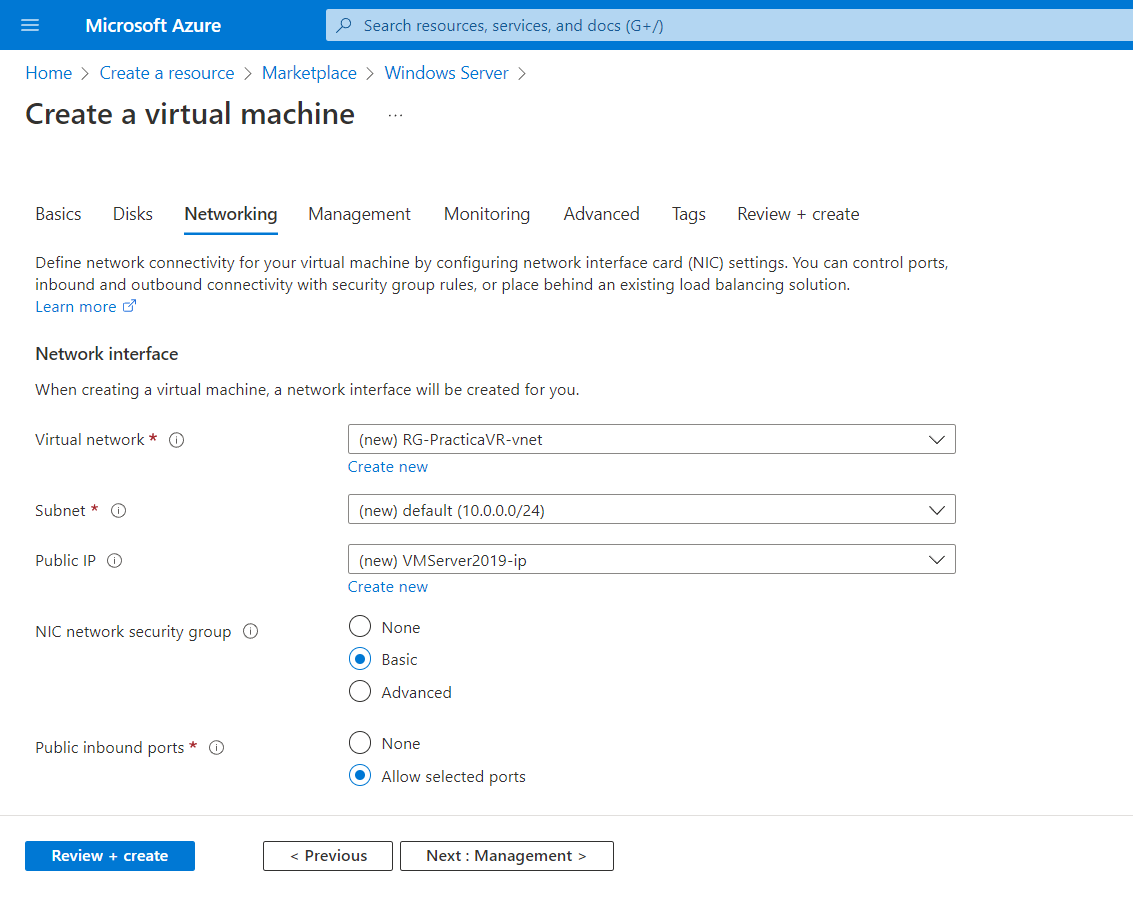 Microsoft Azure
Search resources, services, and docs (G+/)
Home > Create a resource > Marketplace > Windows Server >
Create a virtual machine ...
Basics Disks Networking Management Monitoring Advanced Tags Review + create
Define network connectivity for your virtual machine by configuring network interface card (NIC) settings. You can control ports,
inbound and outbound connectivity with security group rules, or place behind an existing load balancing solution.
Learn more
Network interface
When creating a virtual machine, a network interface will be created for you.
Virtual network *
(new) RG-PracticaVR-vnet
Create new
Subnet *
(new) default (10.0.0.0/24)
Public IP
(new) VMServer2019-ip
Create new
NIC network security group
None
Basic
Advanced
Public inbound ports *
None
Allow selected ports
Review + create
< Previous
Next : Management >